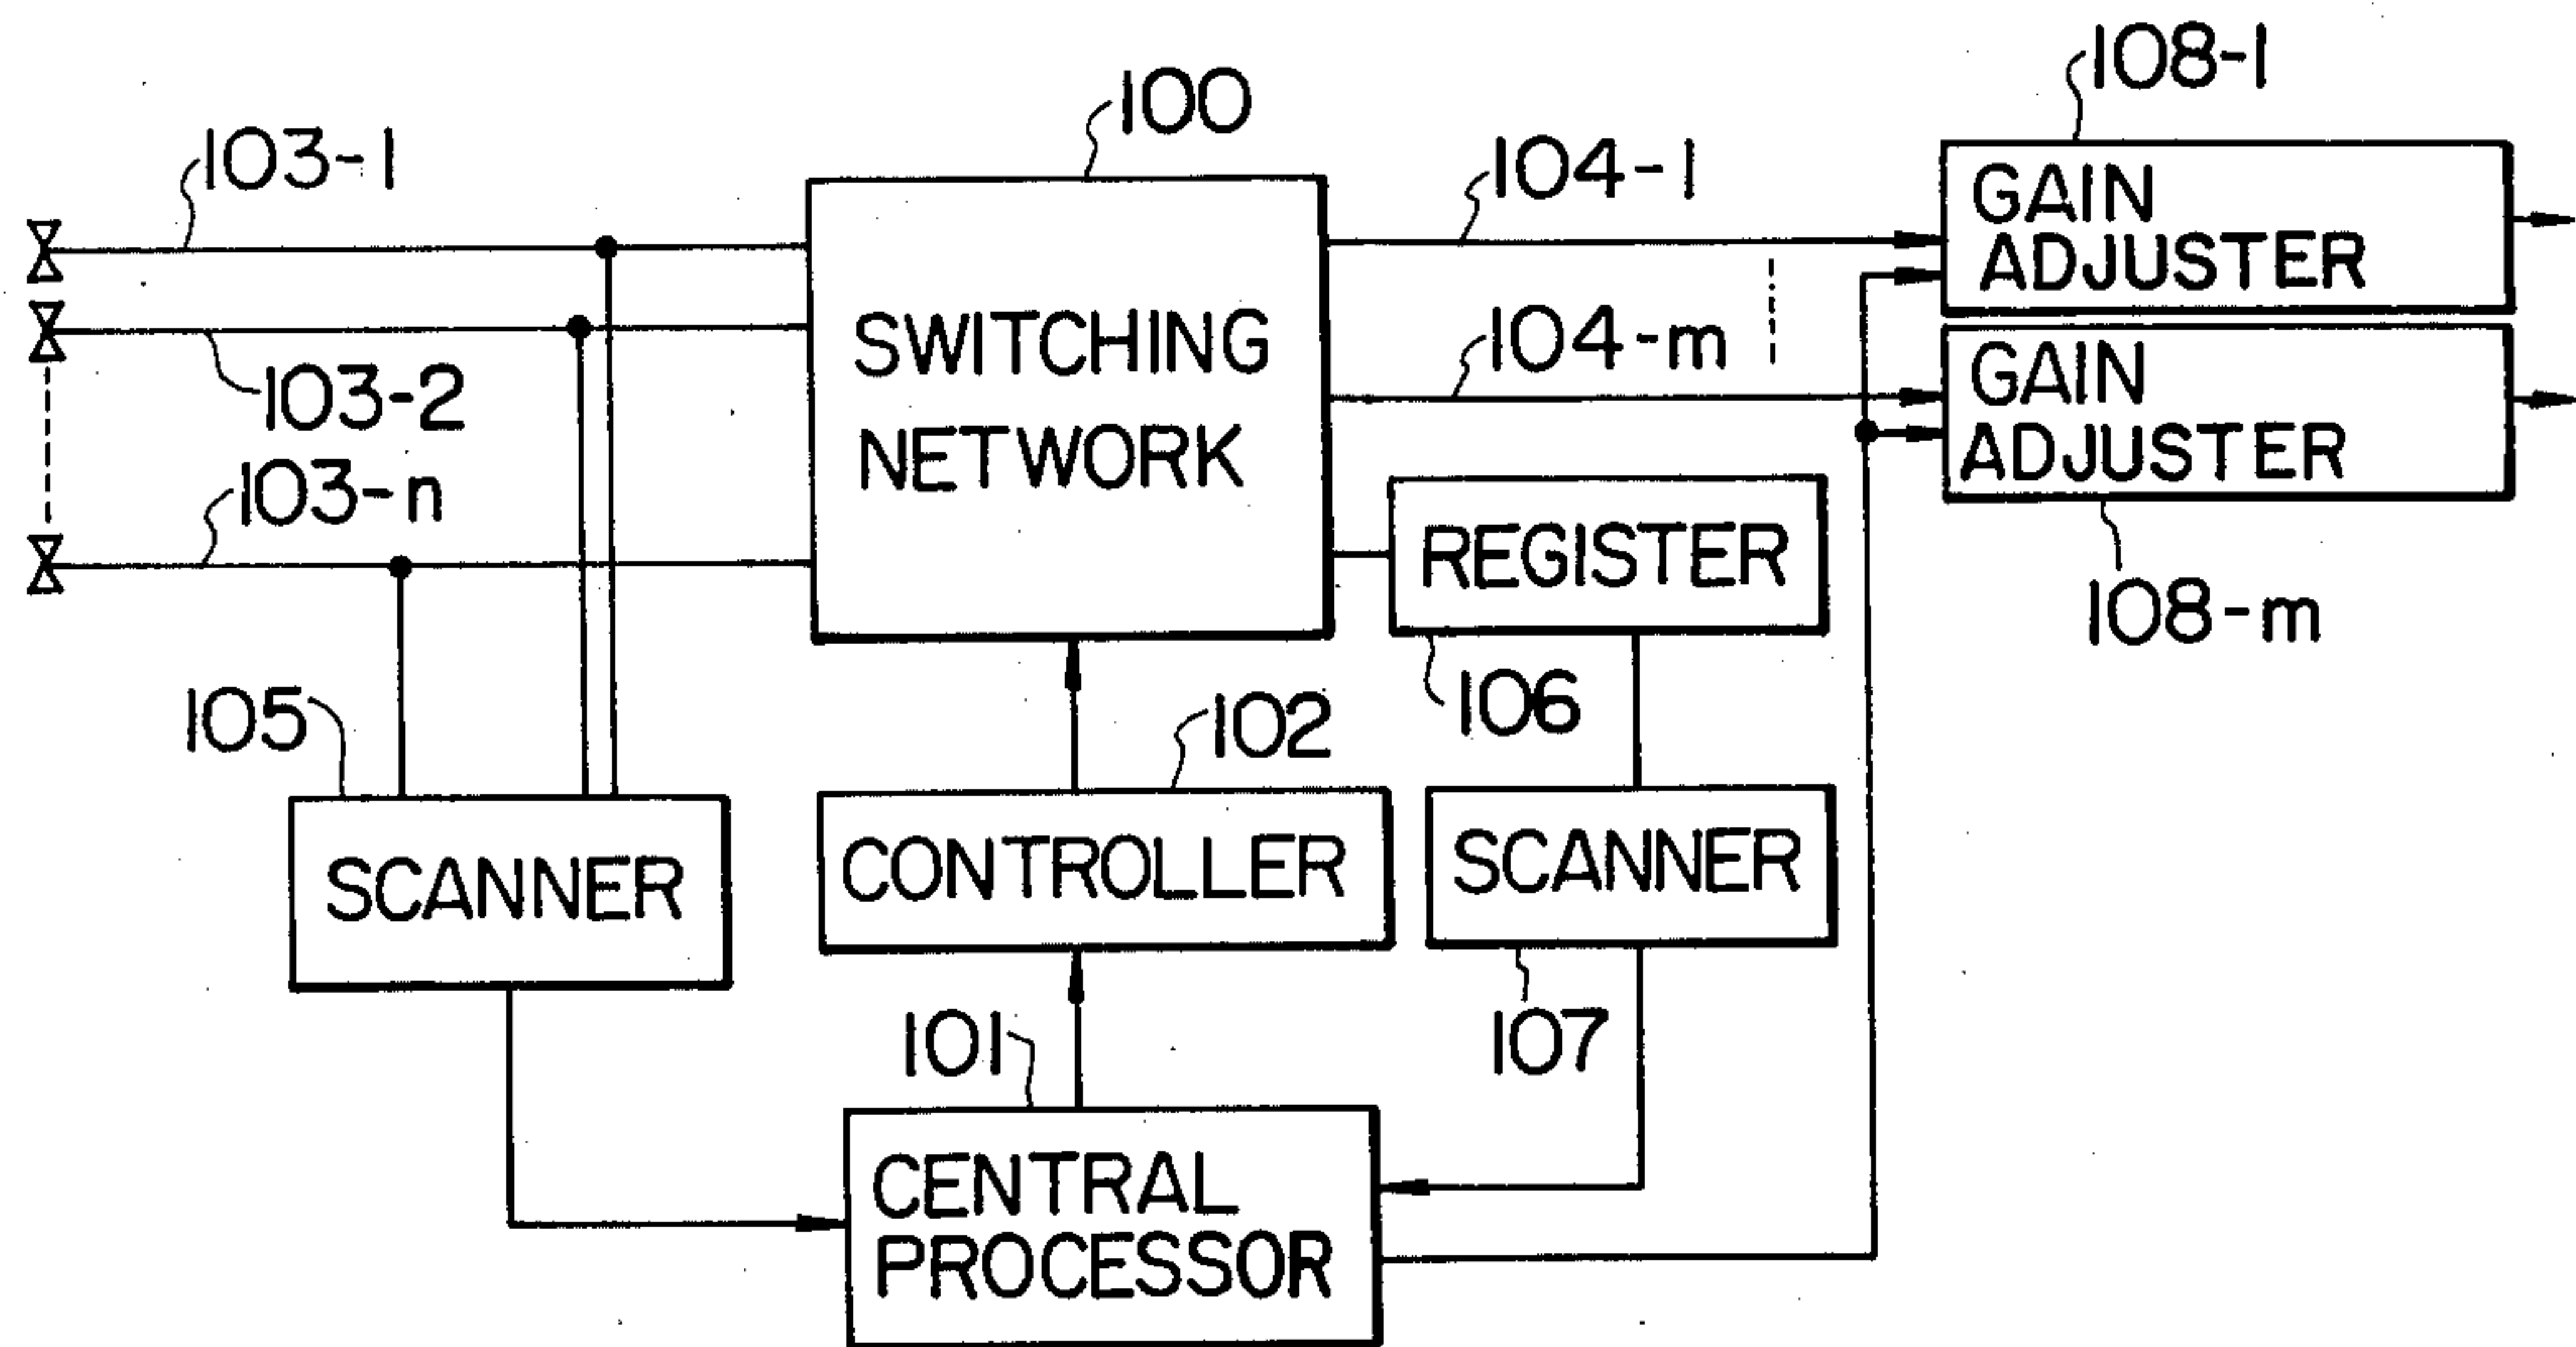 108-1
100
103-1
104-1
GAIN
ADJUSTER
SWITCHING
NETWORK
104-m
GAIN
ADJUSTER
103-2
103-n
REGISTER
108-m
106
105
102
SCANNER
CONTROLLER
SCANNER
101
107
CENTRAL
PROCESSOR